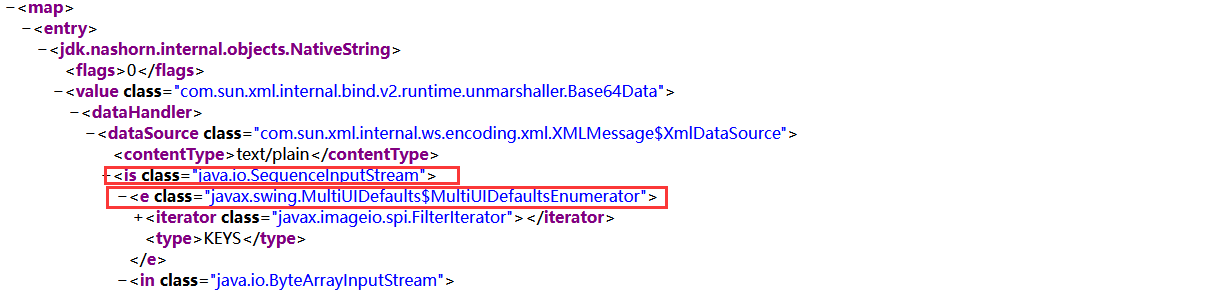 −<map>
−<entry>
−<jdk.nashorn.internal.objects.NativeString>
<flags>0</flags>
−<value class="com.sun.xml.internal.bind.v2.runtime.unmarshaller.Base64Data">
−<dataHandler>
−<dataSource class="com.sun.xml.internal.ws.encoding.xml.XMLMessage$XmlDataSource">
<contentType>text/plain</contentType>
−<is class="java.io.SequenceInputStream">
−<e class="javax.swing.MultiUIDefaults$MultiUIDefaultsEnumerator">
+<iterator class="javax.imageio.spi.FilterIterator"></iterator>
<type>KEYS</type>
</e>
−<in class="java.io.ByteArrayInputStream">